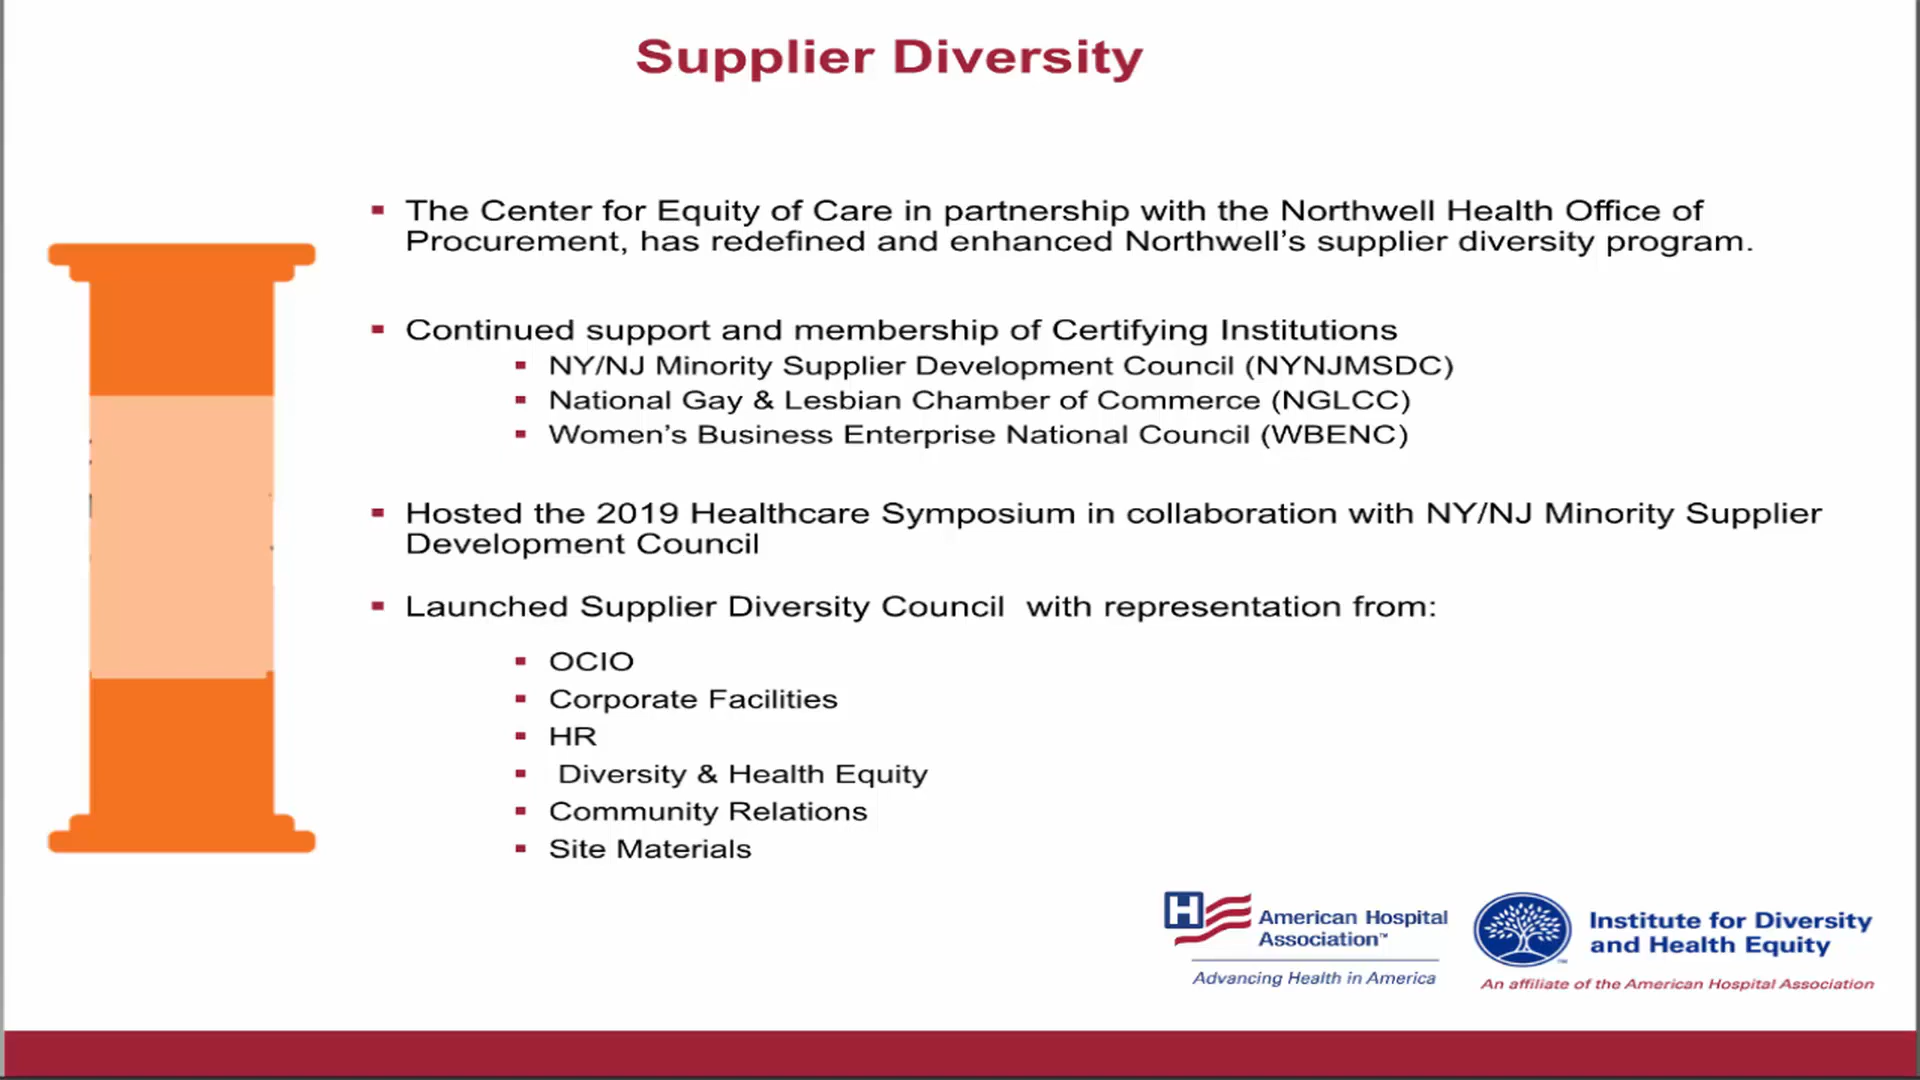 Supplier Diversity
The Center for Equity of Care in partnership with the Northwell Health Office of
Procurement, has redefined and enhanced Northwell's supplier diversity program.
Continued support and membership of Certifying Institutions
NY/NJ Minority Supplier Development Council (NYNJMSDC)
National Gay & Lesbian Chamber of Commerce (NGLCC)
Women's Business Enterprise National Council (WBENC)
Hosted the 2019 Healthcare Symposium in collaboration with NY/NJ Minority Supplier
Development Council
Launched Supplier Diversity Council with representation from:
OCIO
Corporate Facilities
HR
Diversity & Health Equity
Community Relations
Site Materials
H
American Hospital
Association™
Advancing Health in America
Institute for Diversity
and Health Equity
An affiliate of the American Hospital Association